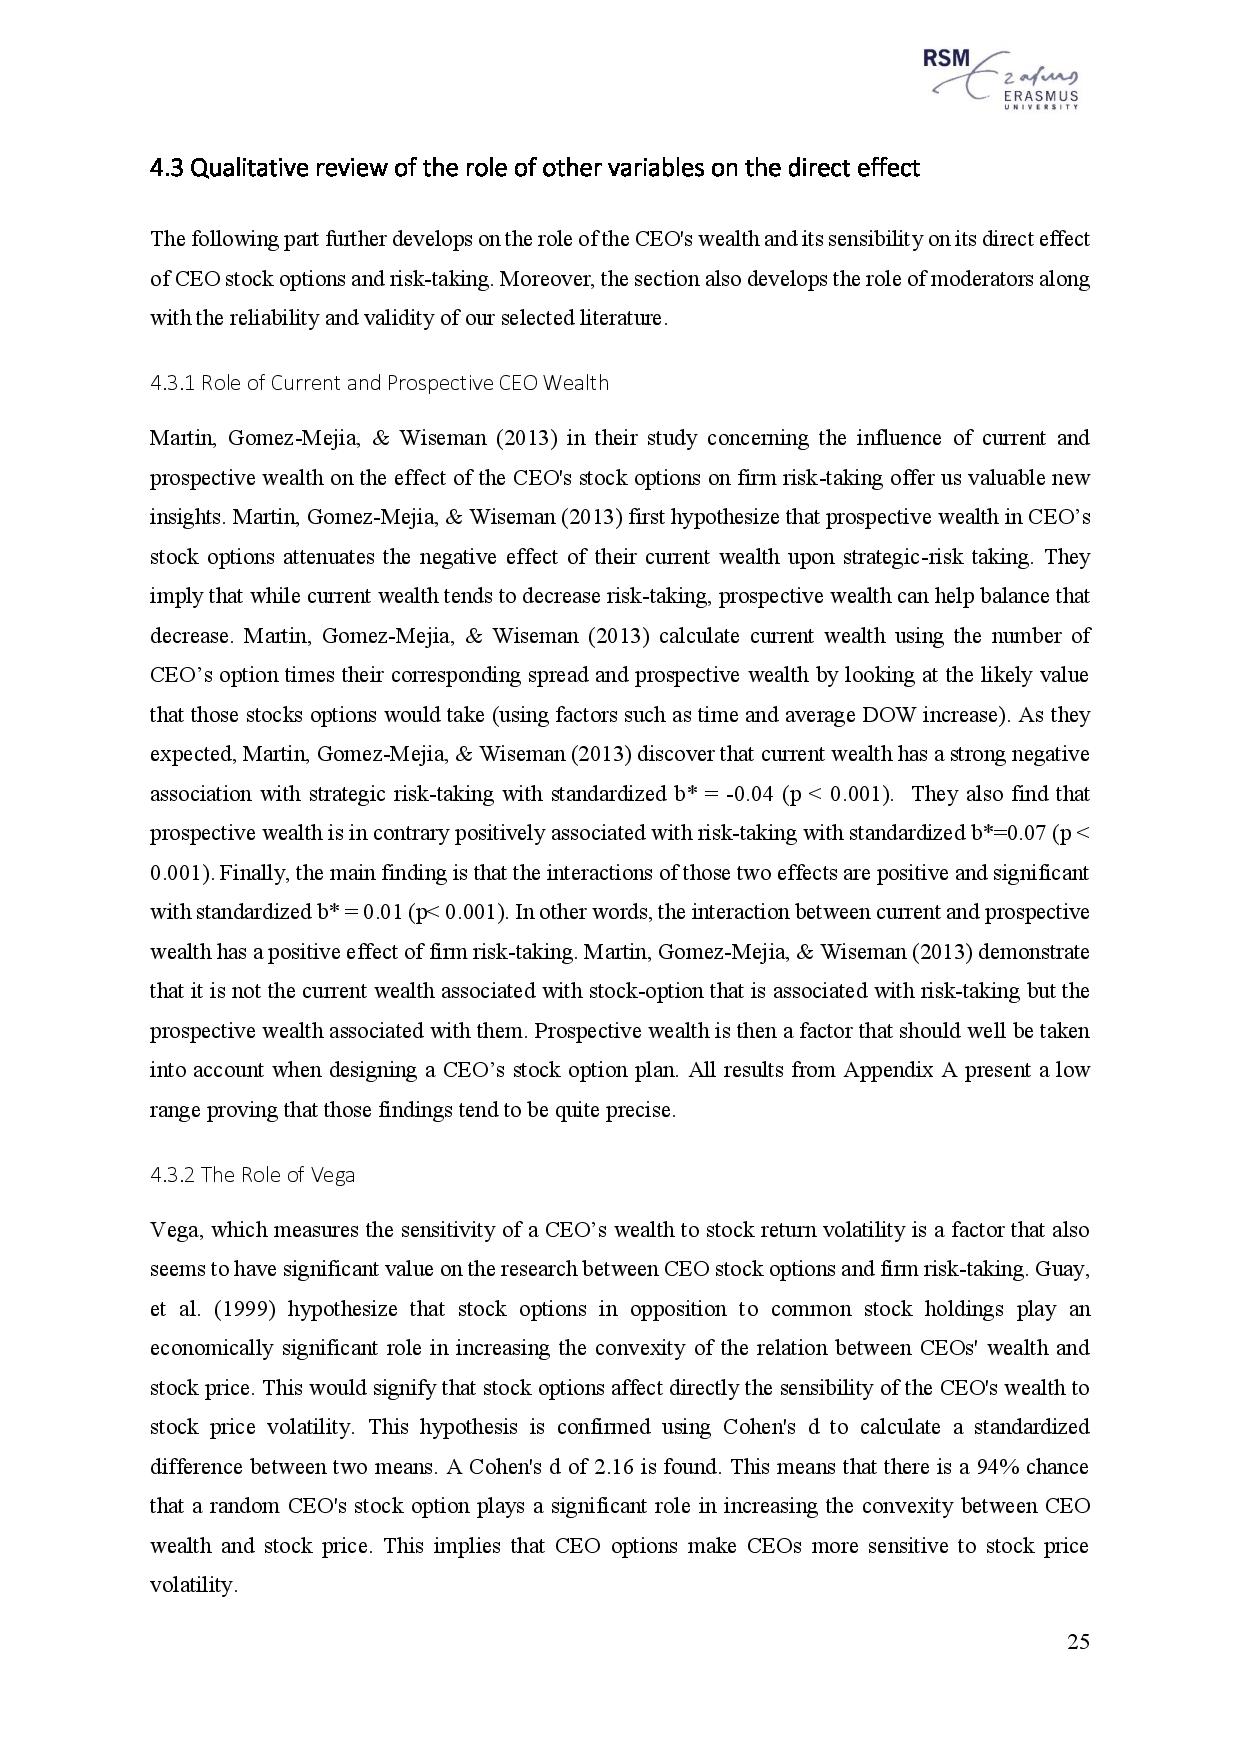 RSM
Erasmus
ERASMUS
UNIVERSITY
4.3 Qualitative review of the role of other variables on the direct effect
The following part further develops on the role of the CEO's wealth and its sensibility on its direct effect
of CEO stock options and risk-taking. Moreover, the section also develops the role of moderators along
with the reliability and validity of our selected literature.
4.3.1 Role of Current and Prospective CEO Wealth
Martin, Gomez-Mejia, & Wiseman (2013) in their study concerning the influence of current and
prospective wealth on the effect of the CEO's stock options on firm risk-taking offer us valuable new
insights. Martin, Gomez-Mejia, & Wiseman (2013) first hypothesize that prospective wealth in CEO’s
stock options attenuates the negative effect of their current wealth upon strategic-risk taking. They
imply that while current wealth tends to decrease risk-taking, prospective wealth can help balance that
decrease. Martin, Gomez-Mejia, & Wiseman (2013) calculate current wealth using the number of
CEO’s option times their corresponding spread and prospective wealth by looking at the likely value
that those stocks options would take (using factors such as time and average DOW increase). As they
expected, Martin, Gomez-Mejia, & Wiseman (2013) discover that current wealth has a strong negative
association with strategic risk-taking with standardized b* = -0.04 (p < 0.001). They also find that
prospective wealth is in contrary positively associated with risk-taking with standardized b*=0.07 (p <
0.001). Finally, the main finding is that the interactions of those two effects are positive and significant
with standardized b* = 0.01 (p< 0.001). In other words, the interaction between current and prospective
wealth has a positive effect of firm risk-taking. Martin, Gomez-Mejia, & Wiseman (2013) demonstrate
that it is not the current wealth associated with stock-option that is associated with risk-taking but the
prospective wealth associated with them. Prospective wealth is then a factor that should well be taken
into account when designing a CEO’s stock option plan. All results from Appendix A present a low
range proving that those findings tend to be quite precise.
4.3.2 The Role of Vega
Vega, which measures the sensitivity of a CEO’s wealth to stock return volatility is a factor that also
seems to have significant value on the research between CEO stock options and firm risk-taking. Guay,
et al. (1999) hypothesize that stock options in opposition to common stock holdings play an
economically significant role in increasing the convexity of the relation between CEOs' wealth and
stock price. This would signify that stock options affect directly the sensibility of the CEO's wealth to
stock price volatility. This hypothesis is confirmed using Cohen's d to calculate a standardized
difference between two means. A Cohen's d of 2.16 is found. This means that there is a 94% chance
that a random CEO's stock option plays a significant role in increasing the convexity between CEO
wealth and stock price. This implies that CEO options make CEOs more sensitive to stock price
volatility.
25